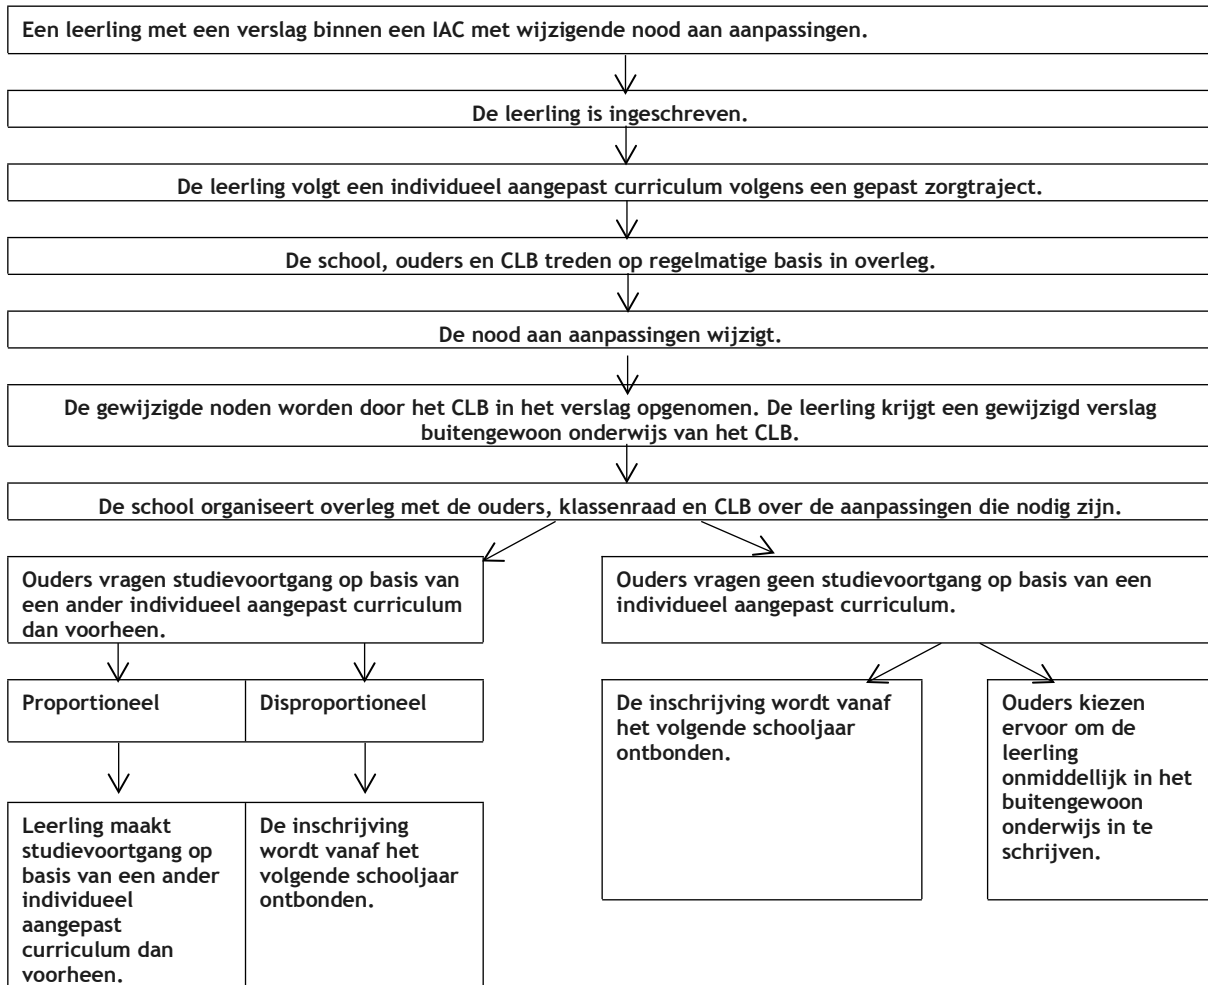 Een leerling met een verslag binnen een IAC met wijzigende nood aan aanpassingen.
De leerling is ingeschreven.
De leerling volgt een individueel aangepast curriculum volgens een gepast zorgtraject.
De school, ouders en CLB treden op regelmatige basis in overleg.
De nood aan aanpassingen wijzigt.
De gewijzigde noden worden door het CLB in het verslag opgenomen. De leerling krijgt een gewijzigd verslag
buitengewoon onderwijs van het CLB.
De school organiseert overleg met de ouders, klassenraad en CLB over de aanpassingen die nodig zijn.
Ouders vragen studievoortgang op basis van
een ander individueel aangepast curriculum
dan voorheen.
Ouders vragen geen studievoortgang op basis van een
individueel aangepast curriculum.
Proportioneel
Disproportioneel
De inschrijving wordt vanaf
het volgende schooljaar
ontbonden.
Ouders kiezen
ervoor om de
leerling
onmiddellijk in het
buitengewoon
onderwijs in te
schrijven.
Leerling maakt
studievoortgang op
basis van een ander
individueel
aangepast
curriculum dan
voorheen.
De inschrijving
wordt vanaf het
volgende schooljaar
ontbonden.